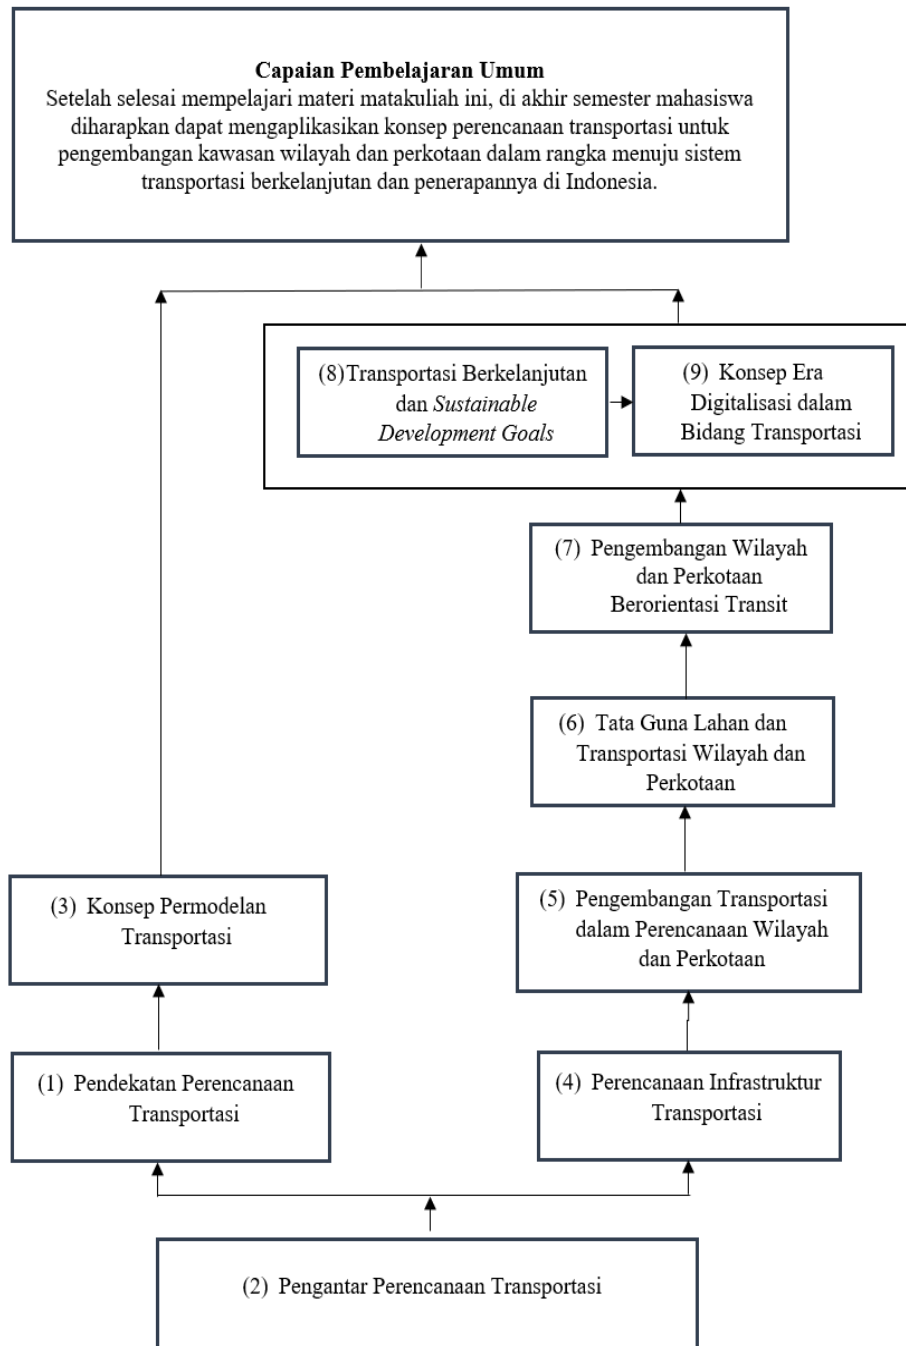 Capaian Pembelajaran Umum
Setelah selesai mempelajari materi matakuliah ini, di akhir semester mahasiswa
diharapkan dapat mengaplikasikan konsep perencanaan transportasi untuk
pengembangan kawasan wilayah dan perkotaan dalam rangka menuju sistem
transportasi berkelanjutan dan penerapannya di Indonesia.
(8) Transportasi Berkelanjutan
dan Sustainable
Development Goals
(9) Konsep Era
Digitalisasi dalam
Bidang Transportasi
(7) Pengembangan Wilayah
dan Perkotaan
Berorientasi Transit
(6) Tata Guna Lahan dan
Transportasi Wilayah dan
Perkotaan
(3) Konsep Permodelan
Transportasi
(5) Pengembangan Transportasi
dalam Perencanaan Wilayah
dan Perkotaan
(1) Pendekatan Perencanaan
Transportasi
(4) Perencanaan Infrastruktur
Transportasi
(2) Pengantar Perencanaan Transportasi